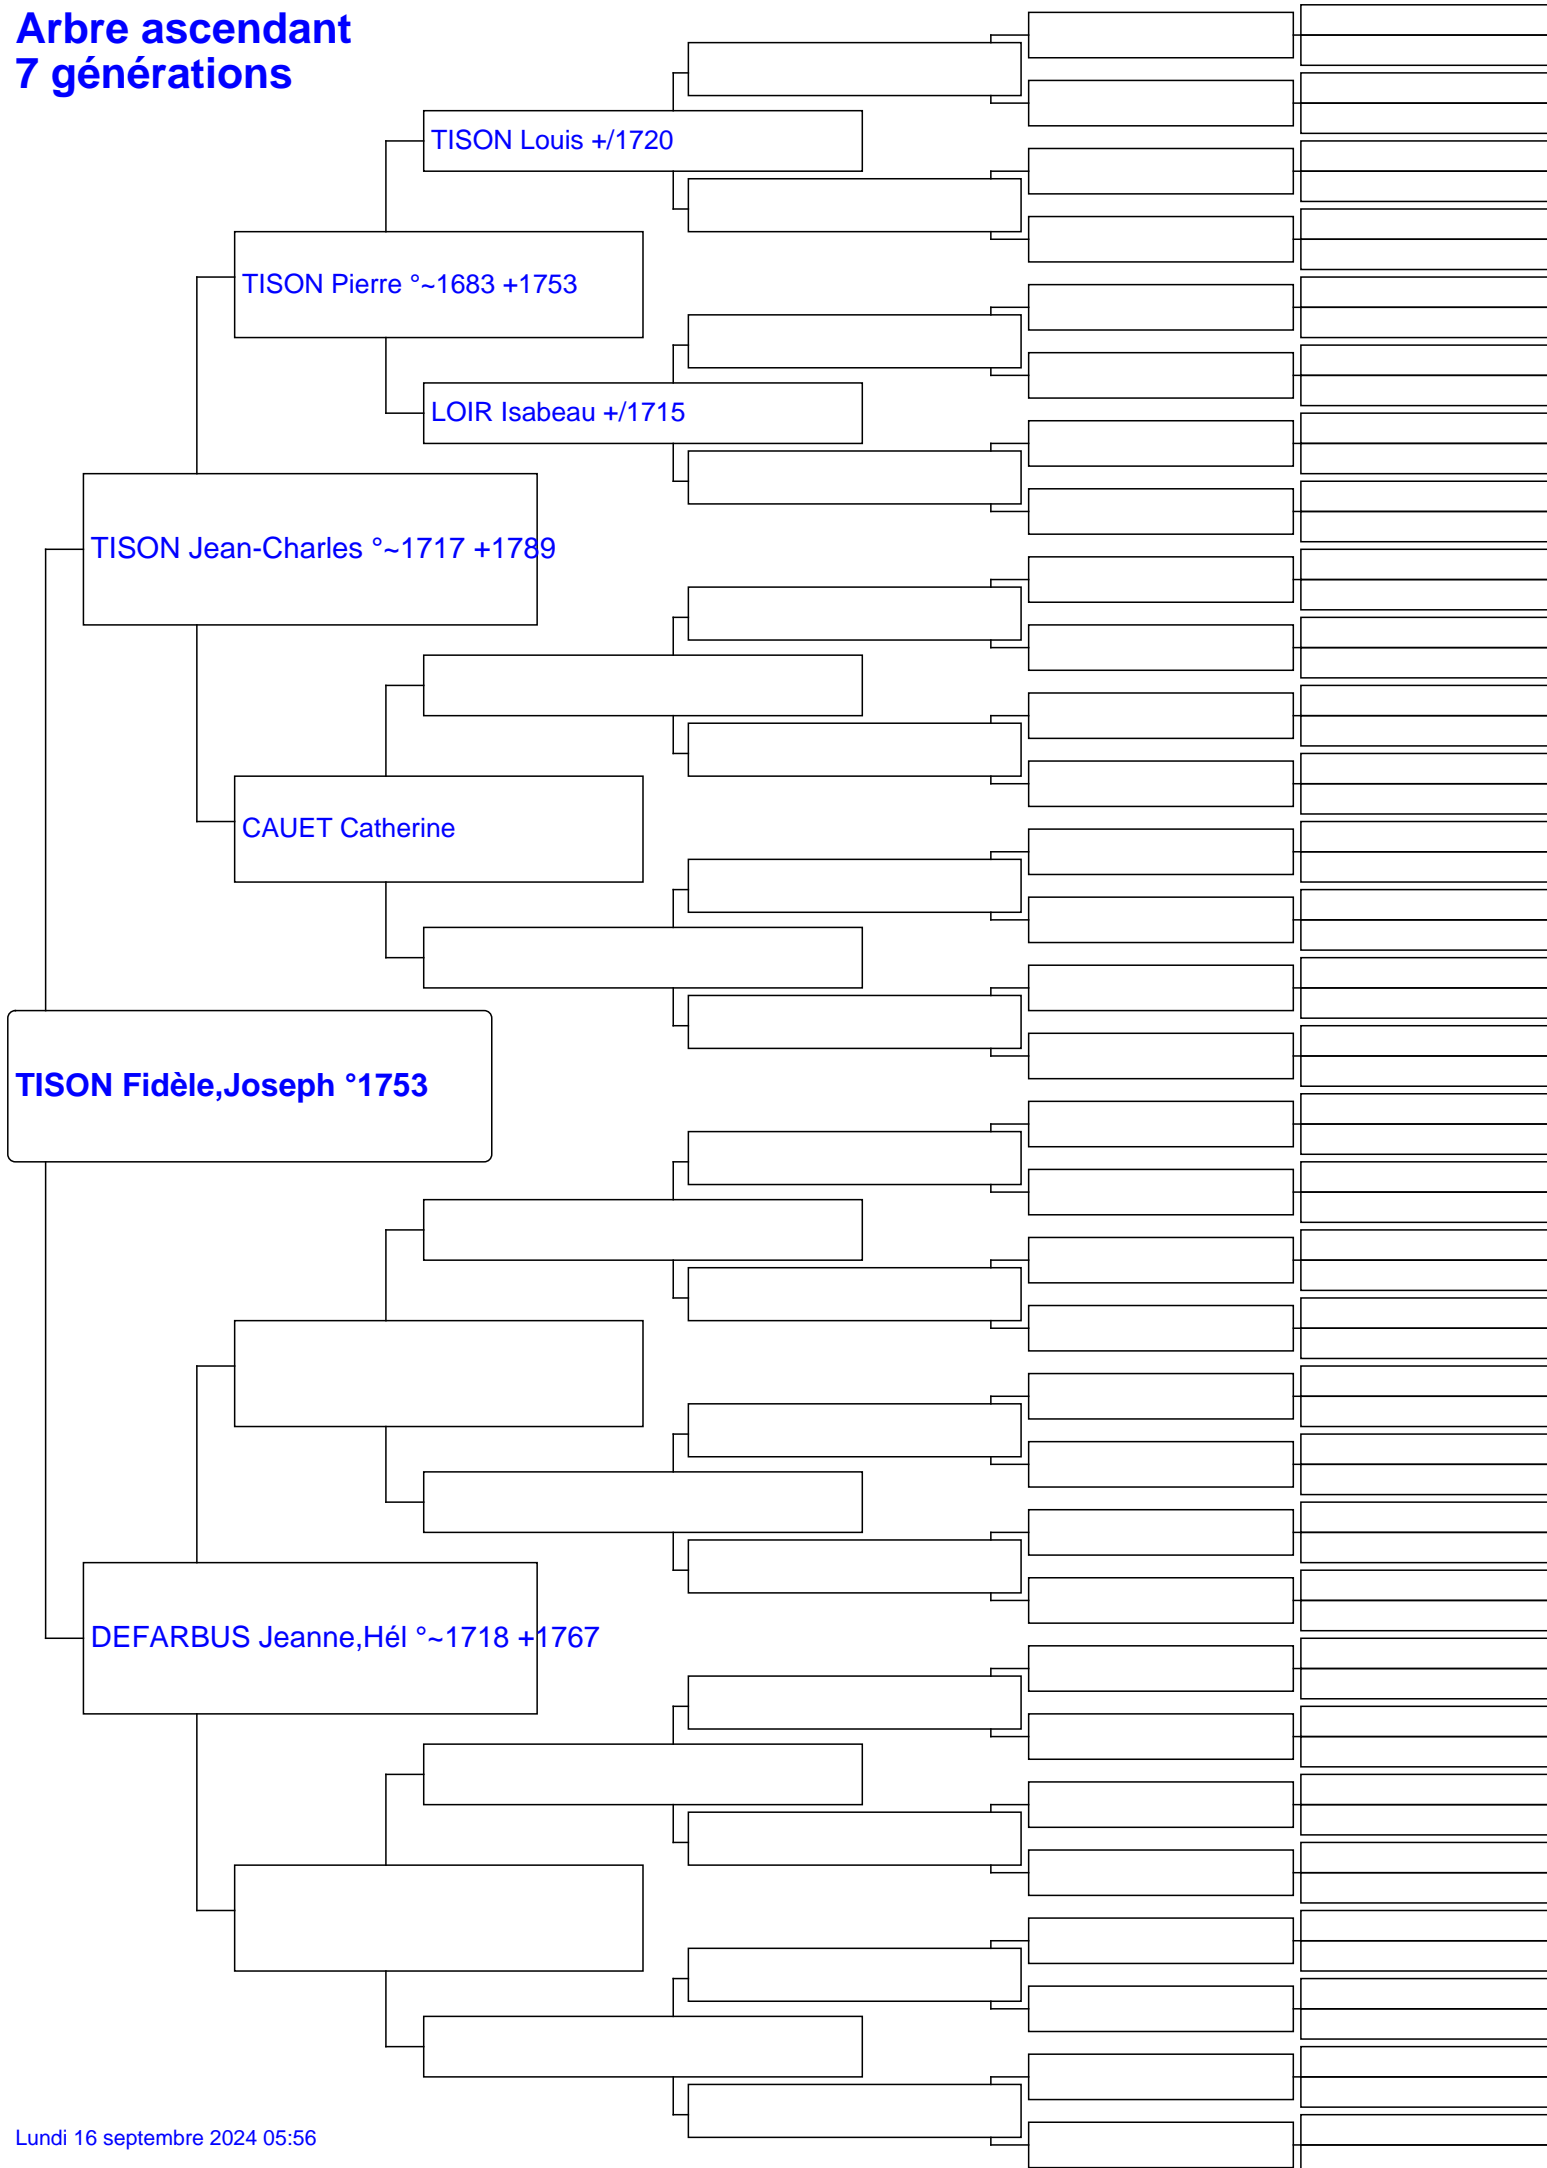 Arbre ascendant
7 générations
TISON Louis +/1720
TISON Pierre °~1683 +1753
LOIR Isabeau +/1715
TISON Jean-Charles °~1717 +1789
CAUET Catherine
TISON Fidèle,Joseph °1753
DEFARBUS Jeanne,Hél °~1718 +1767
Lundi 16 septembre 2024 05:56